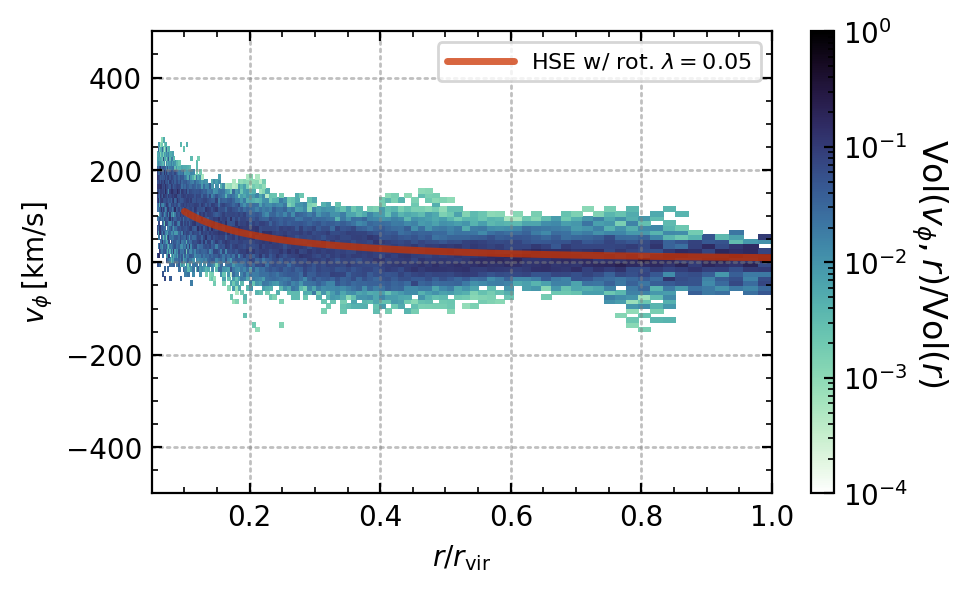 HSE w/ rot. λ = 0.05
400
200
0
−200
−400
v_ϕ [km/s]
0.2 0.4 0.6 0.8 1.0
r/r_vir
10^0
10^−1
10^−2
10^−3
10^−4
Vol(v_ϕ, r)/Vol(r)